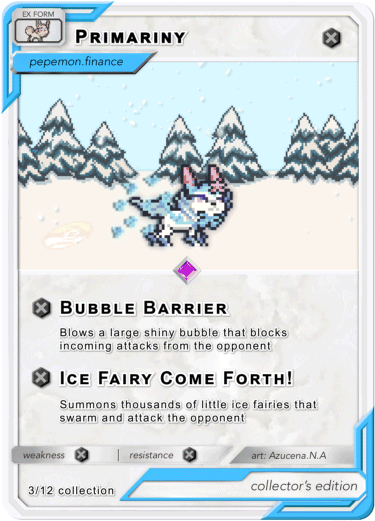 EX FORM
PRIMARINY
pepemon.finance
BUBBLE BARRIER
Blows a large shiny bubble that blocks
incoming attacks from the opponent
ICE FAIRY COME FORTH!
Summons thousands of little ice fairies that
swarm and attack the opponent
weakness
resistance
art: Azucena.N.A
3/12 collection
collector's edition